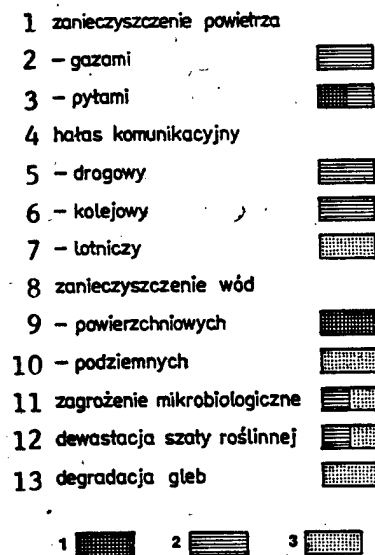 1 zanieczyszczenie powietrza
2 – gazami
3 – pyłami
4 hałas komunikacyjny
5 – drogowy
6 – kolejowy
7 – lotniczy
8 zanieczyszczenie wód
9 – powierzchniowych
10 – podziemnych
11 zagrożenie mikrobiologiczne
12 dewastacja szaty roślinnej
13 degradacja gleb
1 2 3